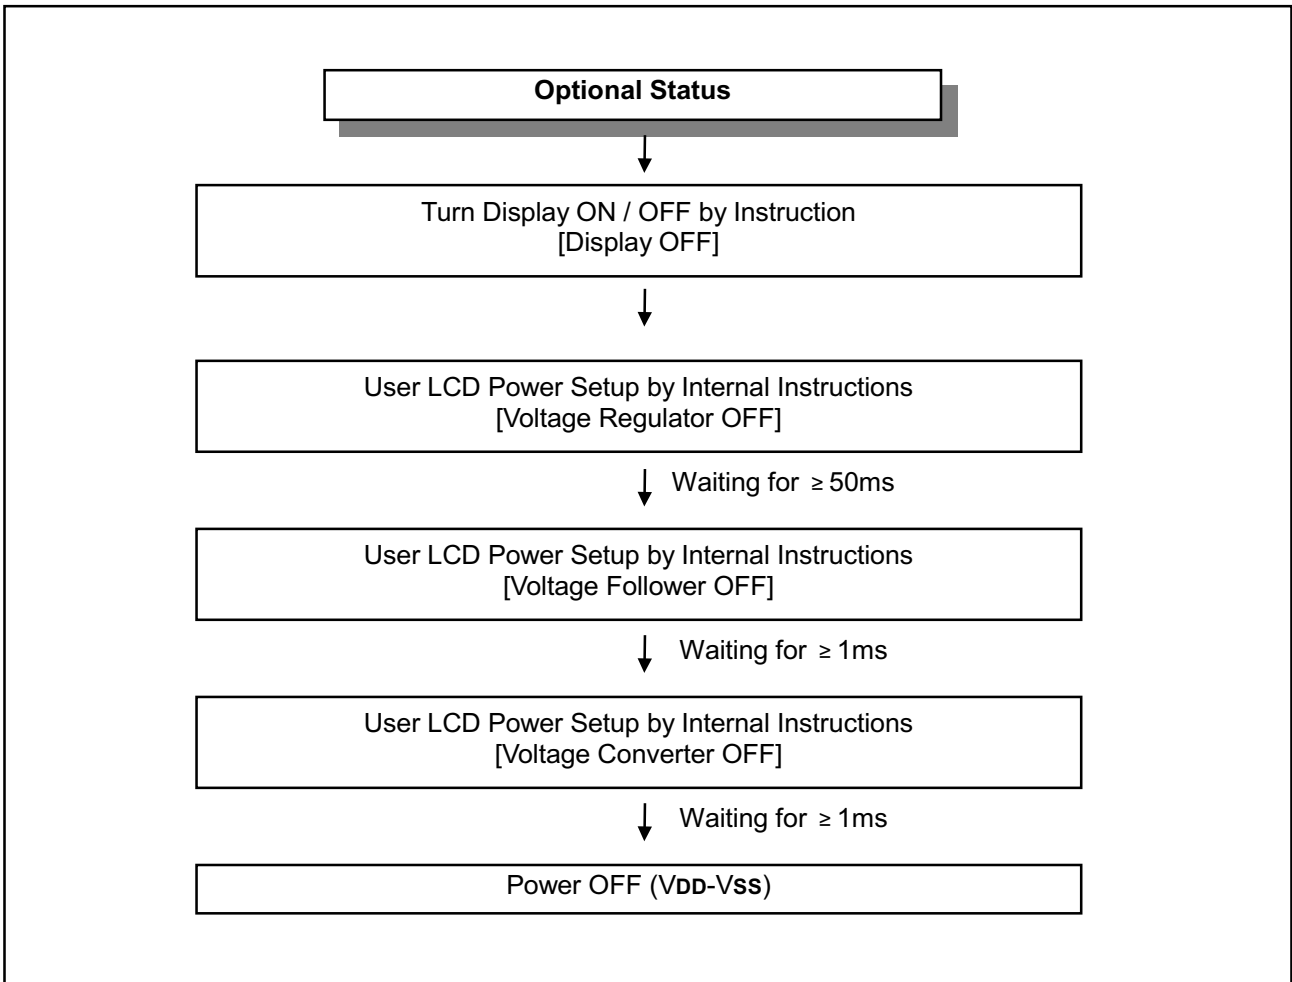 Optional Status
Turn Display ON / OFF by Instruction
[Display OFF]
User LCD Power Setup by Internal Instructions
[Voltage Regulator OFF]
Waiting for ≥ 50ms
User LCD Power Setup by Internal Instructions
[Voltage Follower OFF]
Waiting for ≥ 1ms
User LCD Power Setup by Internal Instructions
[Voltage Converter OFF]
Waiting for ≥ 1ms
Power OFF (VDD-VSS)